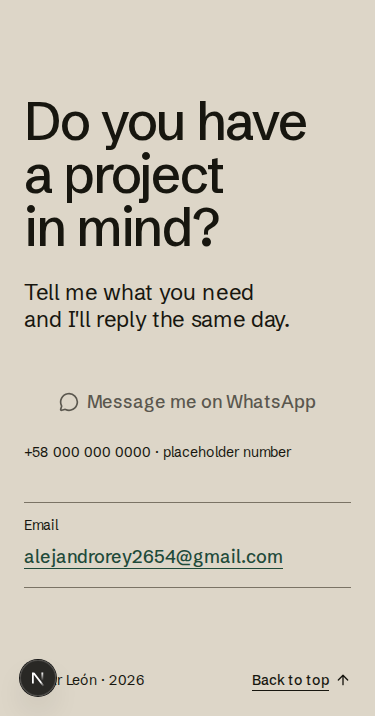 Do you have
a project
in mind?
Tell me what you need
and I'll reply the same day.
Message me on WhatsApp
+58 000 000 0000 · placeholder number
Email
alejandrorey2654@gmail.com
N
León · 2026
Back to top ↑